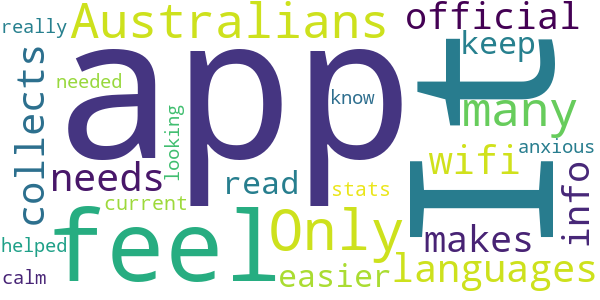 really
Australians
official
app
It
keep
collects
needed
know
many
looking
anxious
needs
read
wifi
info
stats
current
feel
Only
makes
helped
calm
easier
languages